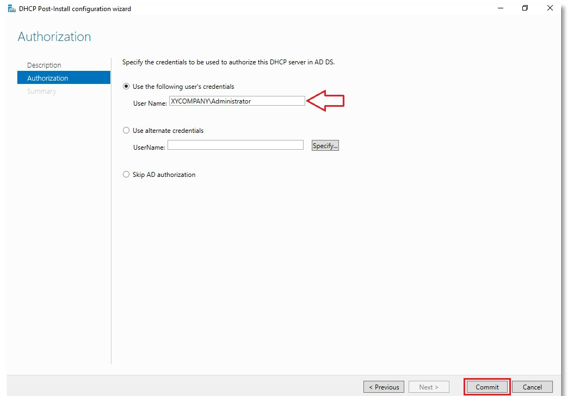 DHCP Post-Install configuration wizard
Authorization
Description
Authorization
Summary
Specify the credentials to be used to authorize this DHCP server in AD DS.
Use the following user's credentials
User Name: XYCOMPANY\Administrator
Use alternate credentials
UserName: Specify...
Skip AD authorization
< Previous Next > Commit Cancel